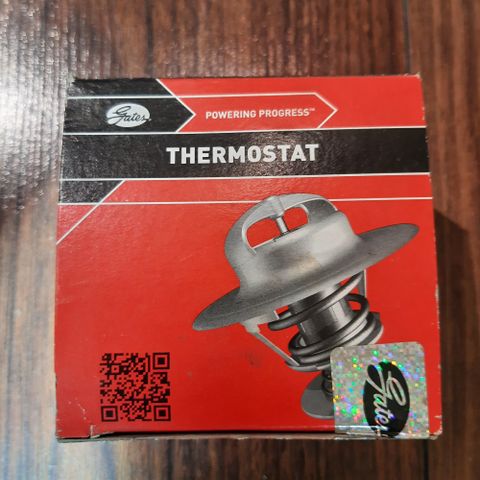 Gates
POWERING PROGRESS™
THERMOSTAT
Gates